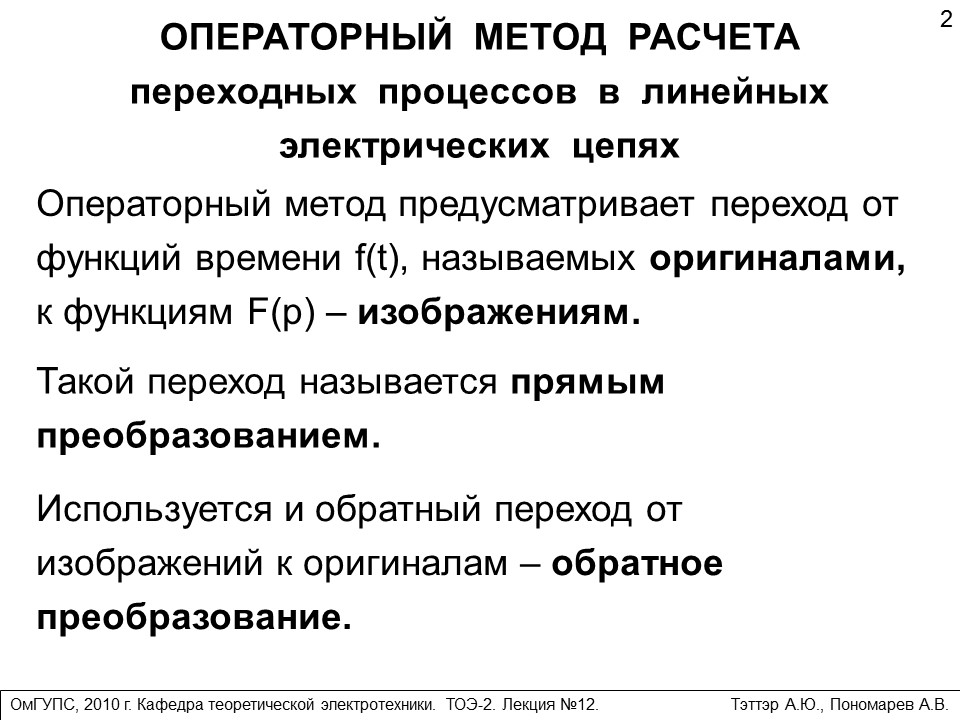 2
ОПЕРАТОРНЫЙ МЕТОД РАСЧЕТА
переходных процессов в линейных
электрических цепях
Операторный метод предусматривает переход от
функций времени f(t), называемых оригиналами,
к функциям F(p) – изображениям.
Такой переход называется прямым
преобразованием.
Используется и обратный переход от
изображений к оригиналам – обратное
преобразование.
ОмГУПС, 2010 г. Кафедра теоретической электротехники. ТОЭ-2. Лекция №12. Тэттэр А.Ю., Пономарев А.В.